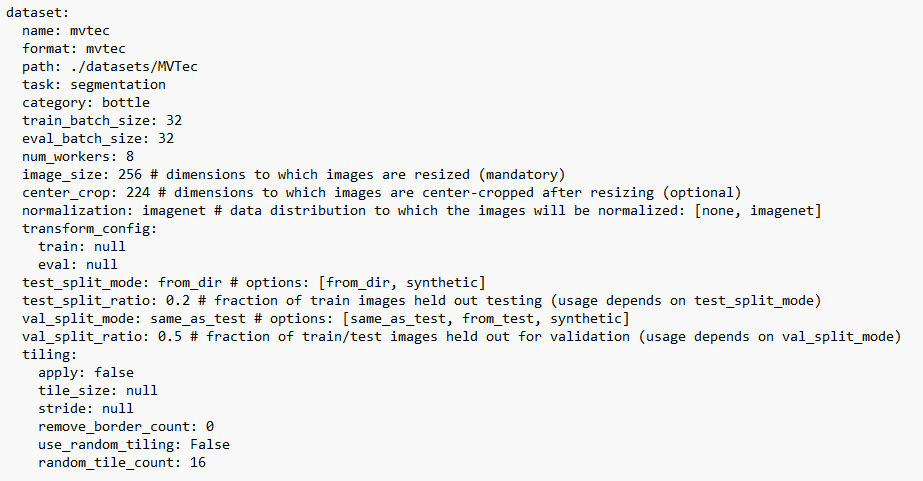 dataset:
  name: mvtec
  format: mvtec
  path: ./datasets/MVTec
  task: segmentation
  category: bottle
  train_batch_size: 32
  eval_batch_size: 32
  num_workers: 8
  image_size: 256 # dimensions to which images are resized (mandatory)
  center_crop: 224 # dimensions to which images are center-cropped after resizing (optional)
  normalization: imagenet # data distribution to which the images will be normalized: [none, imagenet]
  transform_config:
    train: null
    eval: null
  test_split_mode: from_dir # options: [from_dir, synthetic]
  test_split_ratio: 0.2 # fraction of train images held out testing (usage depends on test_split_mode)
  val_split_mode: same_as_test # options: [same_as_test, from_test, synthetic]
  val_split_ratio: 0.5 # fraction of train/test images held out for validation (usage depends on val_split_mode)
  tiling:
    apply: false
    tile_size: null
    stride: null
    remove_border_count: 0
    use_random_tiling: False
    random_tile_count: 16